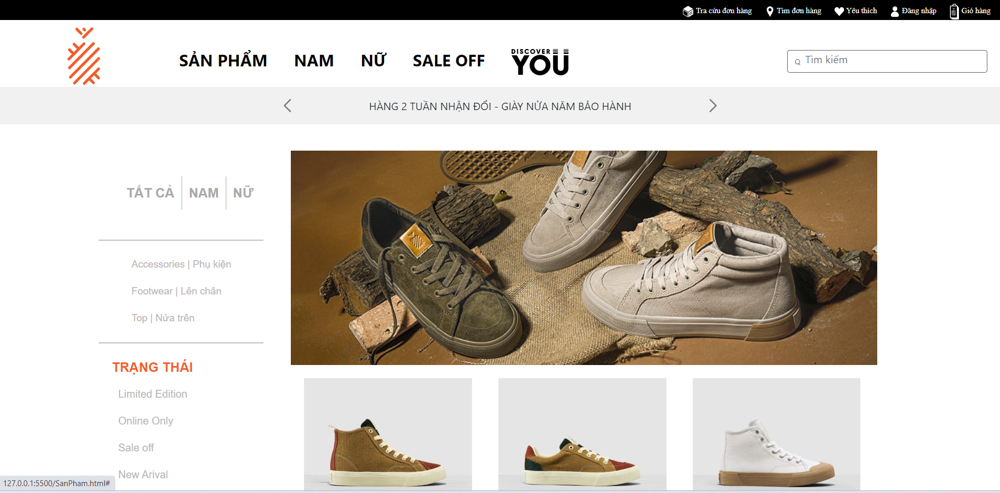 Tra cứu đơn hàng Tìm đơn hàng Yêu thích Đăng nhập Giỏ hàng
SẢN PHẨM NAM NỮ SALE OFF DISCOVER YOU
Tìm kiếm
HÀNG 2 TUẦN NHẬN ĐỔI - GIÀY NỬA NĂM BẢO HÀNH
TẤT CẢ NAM NỮ
Accessories | Phụ kiện
Footwear | Lên chân
Top | Nửa trên
TRẠNG THÁI
Limited Edition
Online Only
Sale off
New Arival
127.0.0.1:5500/SanPham.html#